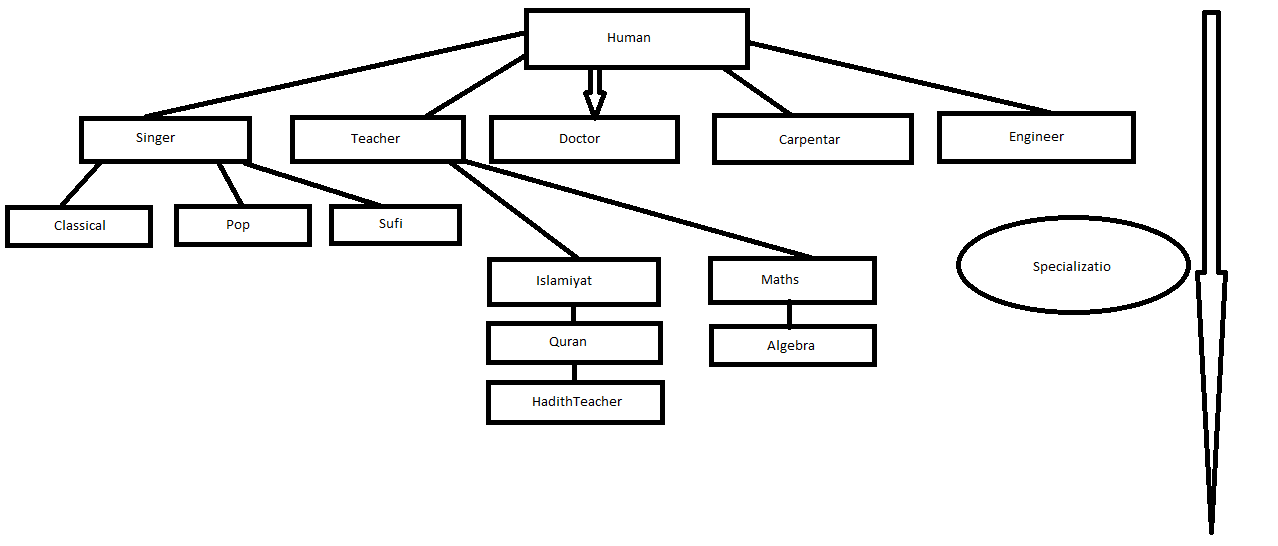 Human
Singer
Teacher
Doctor
Carpentar
Engineer
Classical
Pop
Sufi
Islamiyat
Maths
Specializatio
Quran
Algebra
HadithTeacher